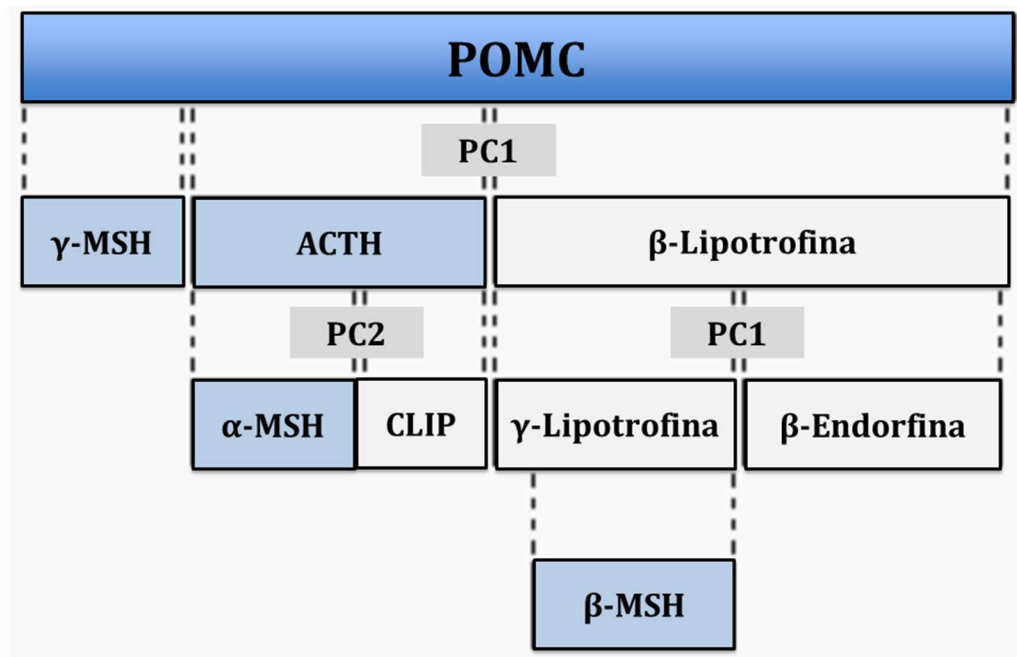 POMC
PC1
γ-MSH
ACTH
β-Lipotrofina
PC2
PC1
α-MSH
CLIP
γ-Lipotrofina
β-Endorfina
β-MSH